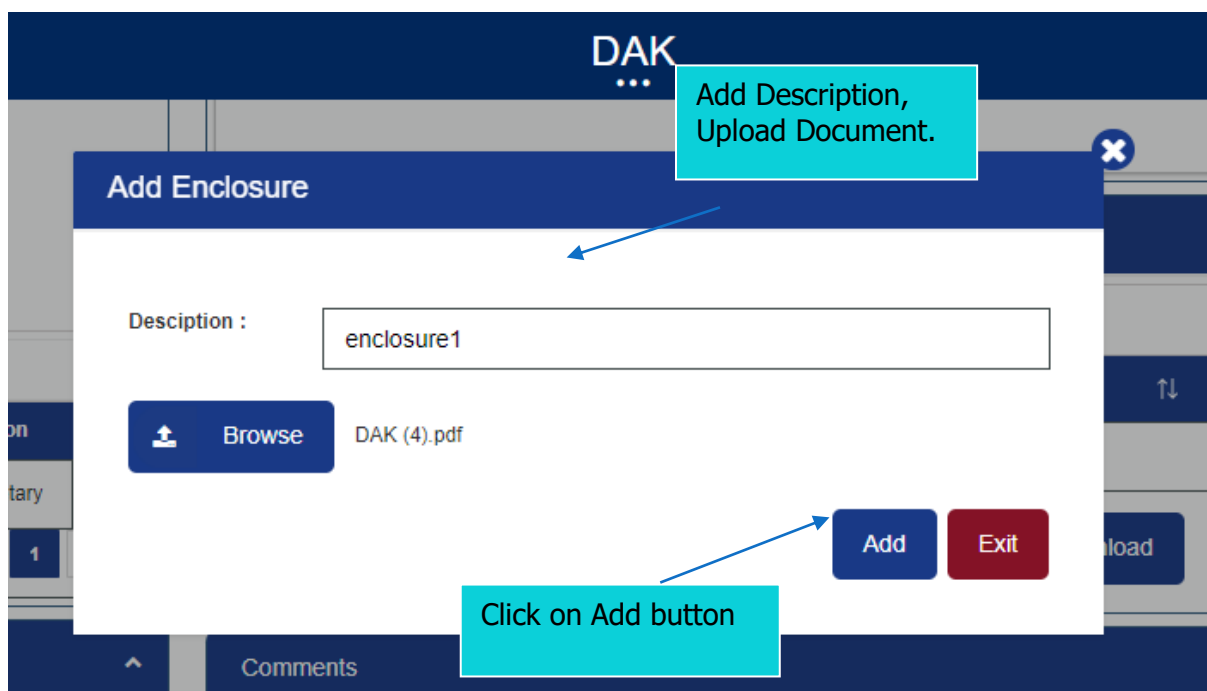 DAK
Add Description,
Upload Document.
Add Enclosure
Desciption :
enclosure1
on
Browse
DAK (4).pdf
tary
1
Add
Exit
load
Click on Add button
Comments